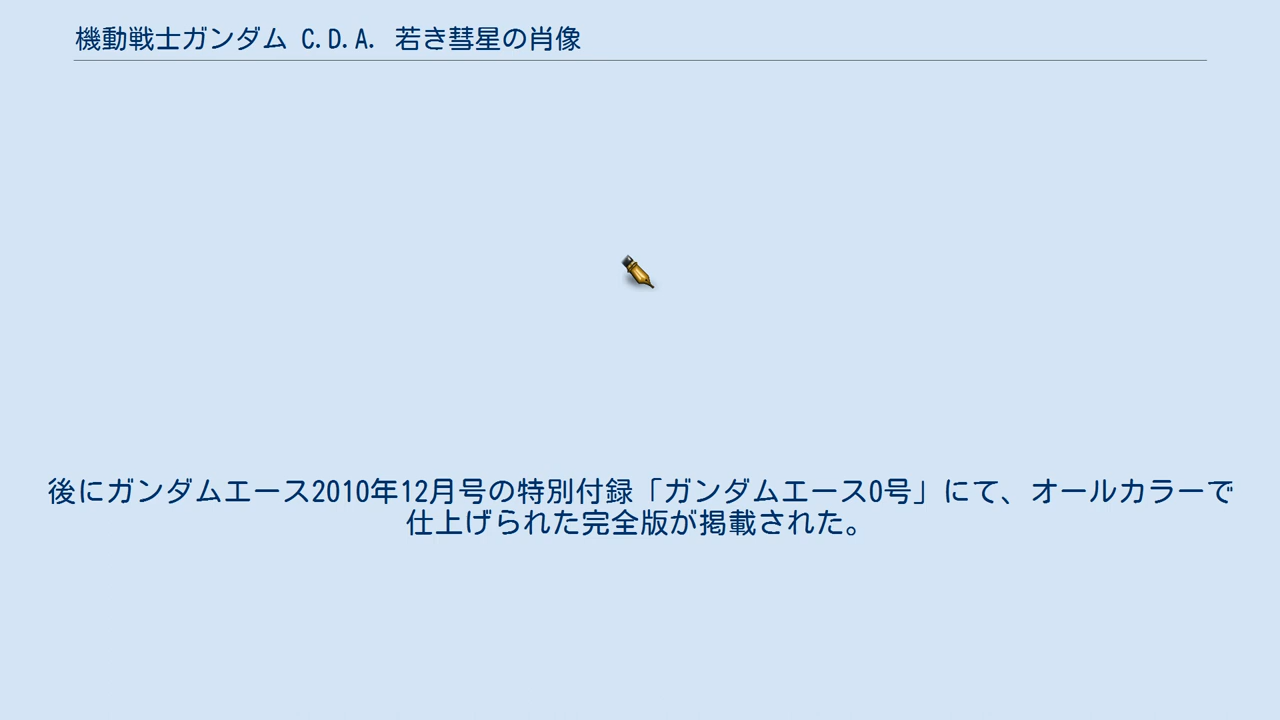 機動戦士ガンダム C.D.A. 若き彗星の肖像
後にガンダムエース2010年12月号の特別付録「ガンダムエース0号」にて、オールカラーで
仕上げられた完全版が掲載された。